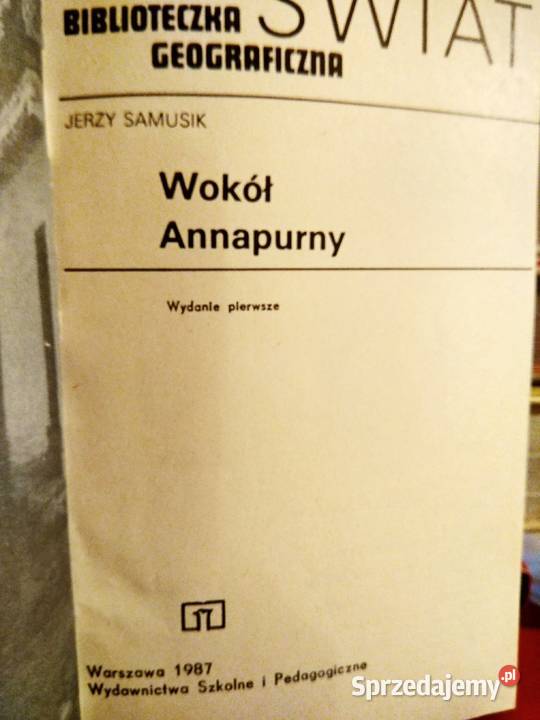 BIBLIOTECZKA ŚWIAT
GEOGRAFICZNA
JERZY SAMUSIK
Wokół
Annapurny
Wydanie pierwsze
Warszawa 1987
Wydawnictwa Szkolne i Pedagogiczne
Sprzedajemy.pl